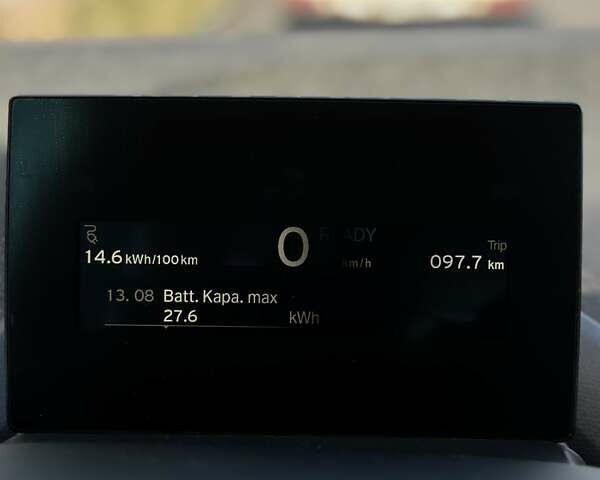 0 READY
km/h
14.6 kWh/100 km
Trip
097.7 km
13. 08 Batt. Kapa. max
27.6 kWh